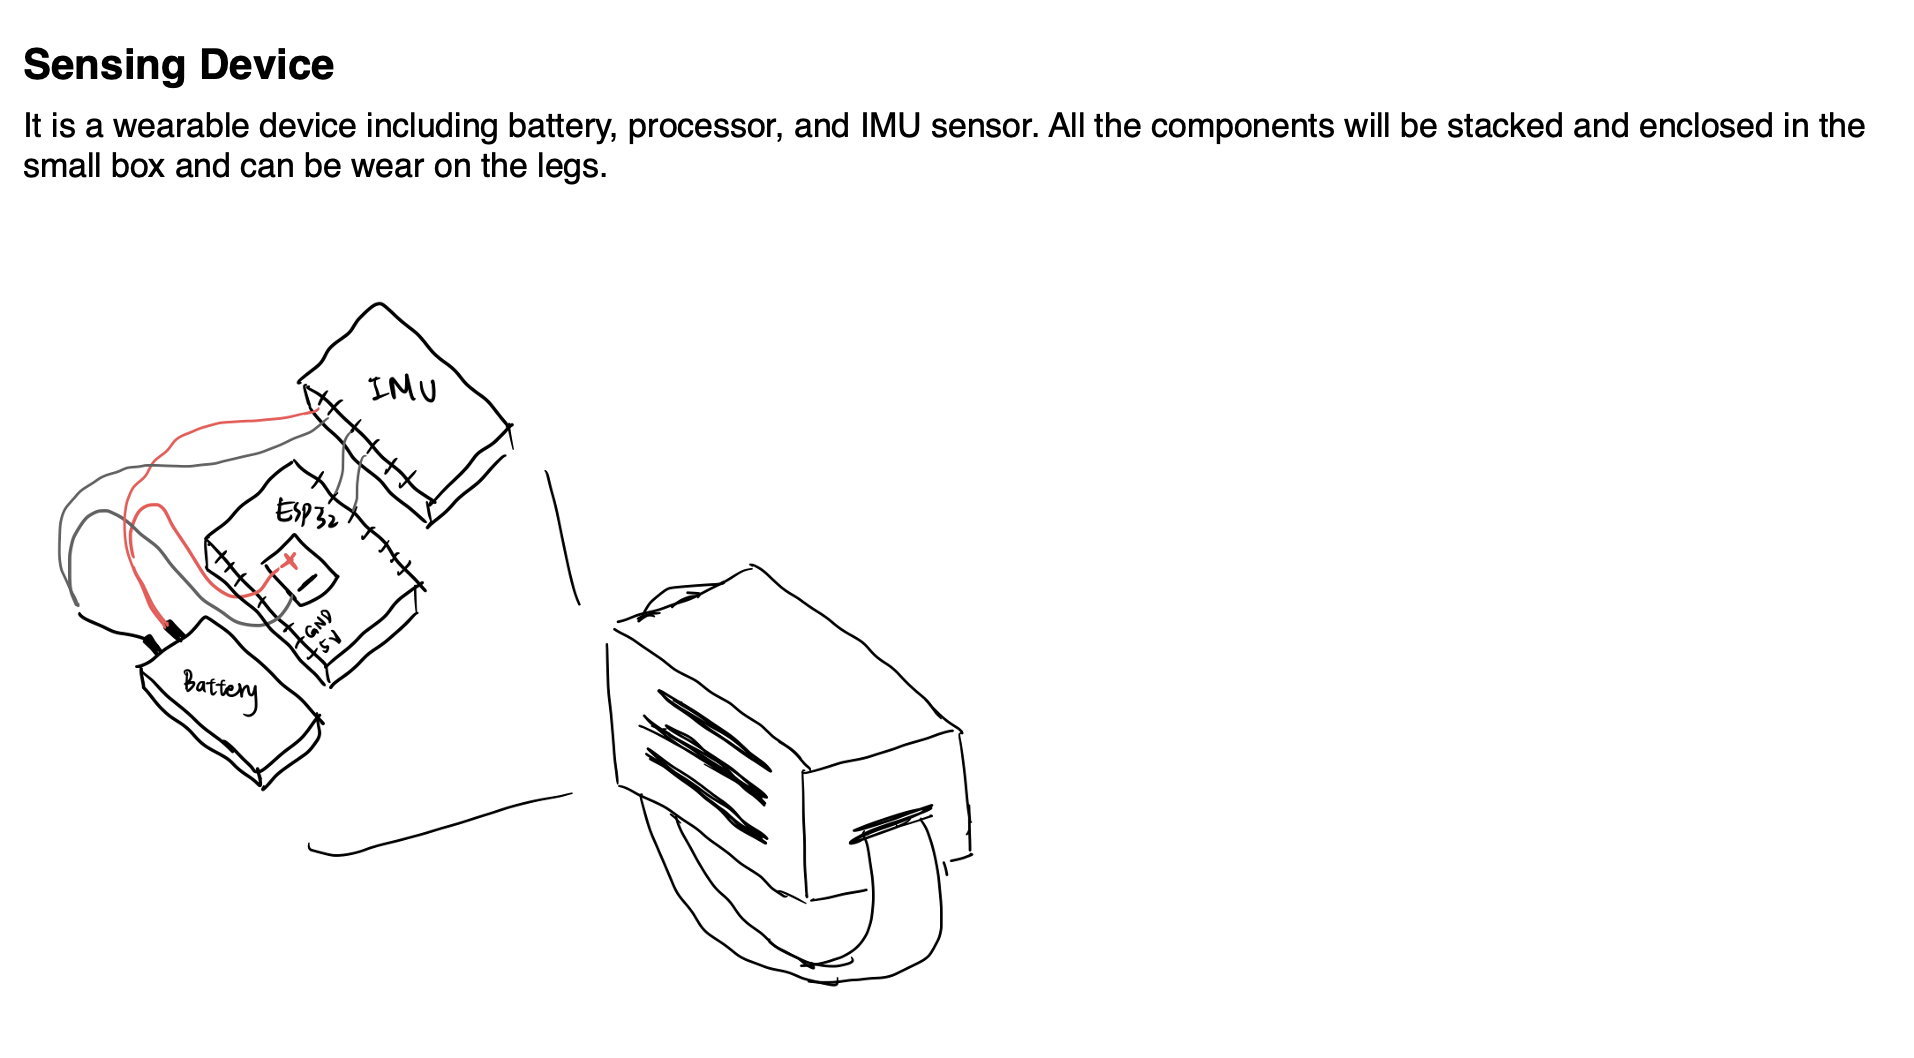 Sensing Device
It is a wearable device including battery, processor, and IMU sensor. All the components will be stacked and enclosed in the
small box and can be wear on the legs.
IMU
ESP32
+
-
GND
5V
Battery